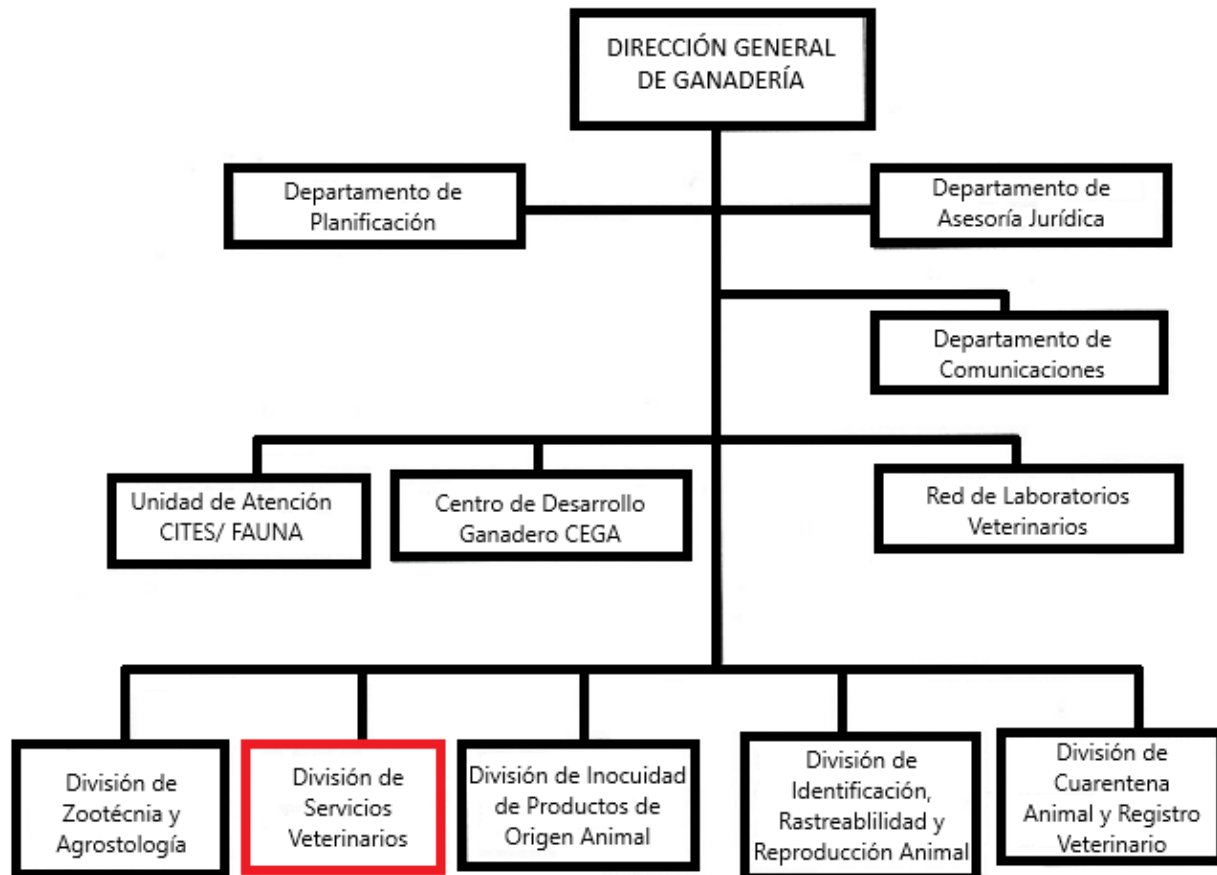 DIRECCIÓN GENERAL
DE GANADERÍA
Departamento de
Planificación
Departamento de
Asesoría Jurídica
Departamento de
Comunicaciones
Unidad de Atención
CITES/ FAUNA
Centro de Desarrollo
Ganadero CEGA
Red de Laboratorios
Veterinarios
División de
Zootécnia y
Agrostología
División de
Servicios
Veterinarios
División de Inocuidad
de Productos de
Origen Animal
División de
Identificación,
Rastreablilidad y
Reproducción Animal
División de
Cuarentena
Animal y Registro
Veterinario